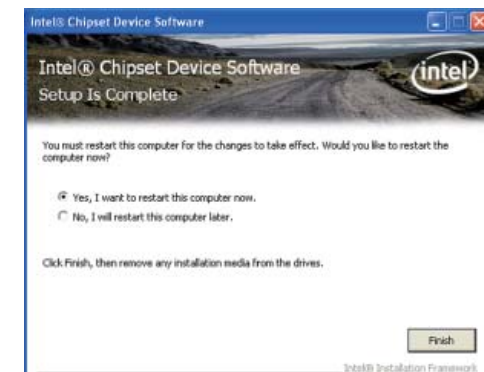 Intel® Chipset Device Software
Intel® Chipset Device Software
Setup Is Complete
intel
You must restart this computer for the changes to take effect. Would you like to restart the
computer now?
Yes, I want to restart this computer now.
No, I will restart this computer later.
Click Finish, then remove any installation media from the drives.
Finish
Intel® Installation Framework